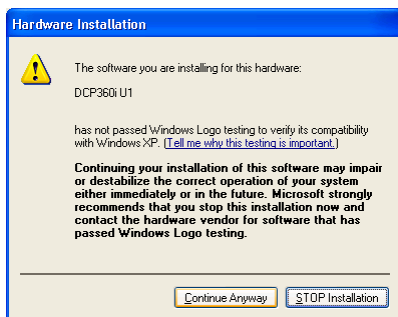 Hardware Installation
The software you are installing for this hardware:
DCP360i U1
has not passed Windows Logo testing to verify its compatibility
with Windows XP. (Tell me why this testing is important.)
Continuing your installation of this software may impair
or destabilize the correct operation of your system
either immediately or in the future. Microsoft strongly
recommends that you stop this installation now and
contact the hardware vendor for software that has
passed Windows Logo testing.
Continue Anyway
STOP Installation